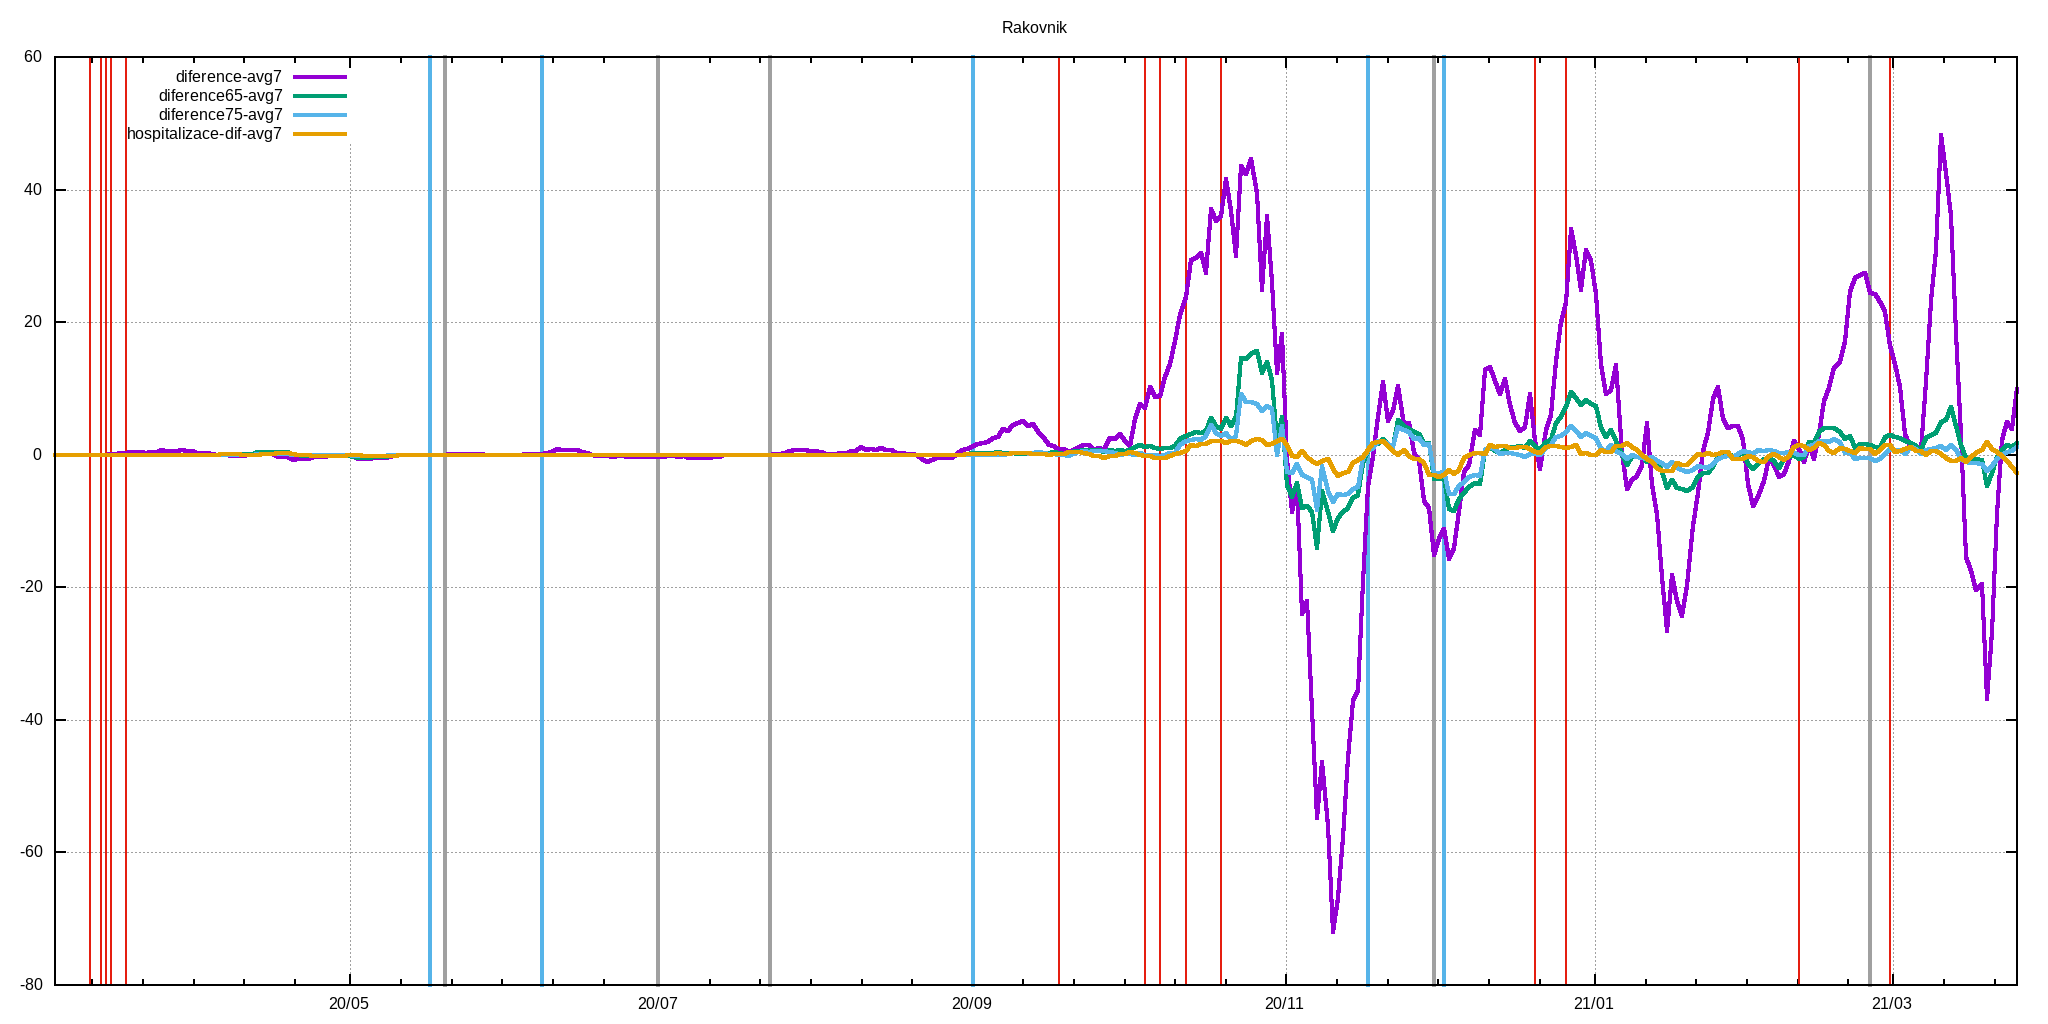 Rakovnik
60
diference-avg7
diference65-avg7
diference75-avg7
hospitalizace-dif-avg7
40
20
0
-20
-40
-60
-80
20/05
20/07
20/09
20/11
21/01
21/03